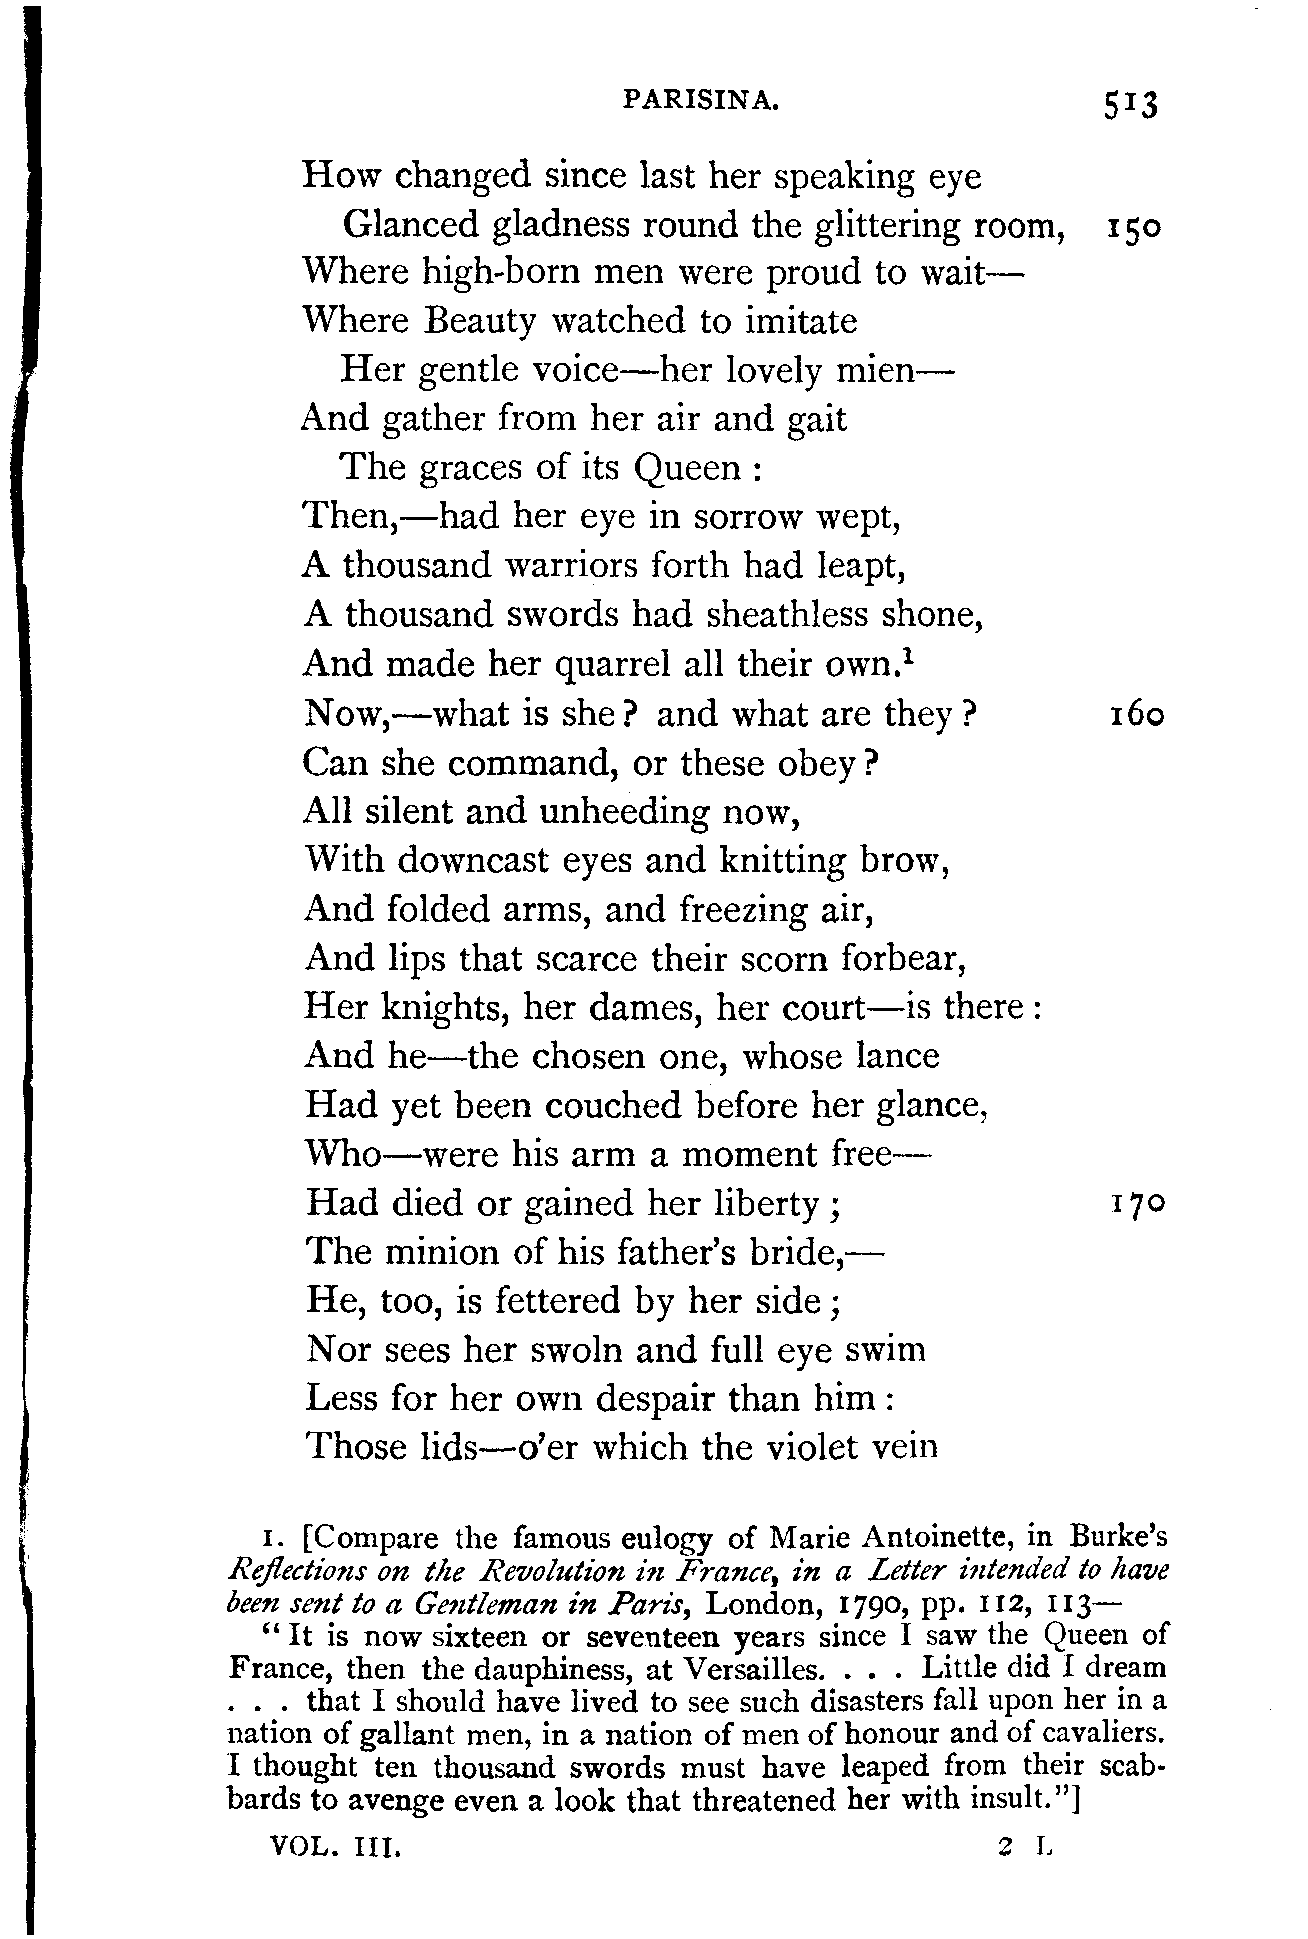 PARISINA. 513
How changed since last her speaking eye
Glanced gladness round the glittering room, 150
Where high-born men were proud to wait—
Where Beauty watched to imitate
Her gentle voice—her lovely mien—
And gather from her air and gait
The graces of its Queen :
Then,—had her eye in sorrow wept,
A thousand warriors forth had leapt,
A thousand swords had sheathless shone,
And made her quarrel all their own.¹
Now,—what is she? and what are they? 160
Can she command, or these obey?
All silent and unheeding now,
With downcast eyes and knitting brow,
And folded arms, and freezing air,
And lips that scarce their scorn forbear,
Her knights, her dames, her court—is there :
And he—the chosen one, whose lance
Had yet been couched before her glance,
Who—were his arm a moment free—
Had died or gained her liberty ; 170
The minion of his father's bride,—
He, too, is fettered by her side ;
Nor sees her swoln and full eye swim
Less for her own despair than him :
Those lids—o'er which the violet vein
1. [Compare the famous eulogy of Marie Antoinette, in Burke's
Reflections on the Revolution in France, in a Letter intended to have
been sent to a Gentleman in Paris, London, 1790, pp. 112, 113—
"It is now sixteen or seventeen years since I saw the Queen of
France, then the dauphiness, at Versailles. . . . Little did I dream
. . . that I should have lived to see such disasters fall upon her in a
nation of gallant men, in a nation of men of honour and of cavaliers.
I thought ten thousand swords must have leaped from their scab-
bards to avenge even a look that threatened her with insult."]
VOL. III. 2 L